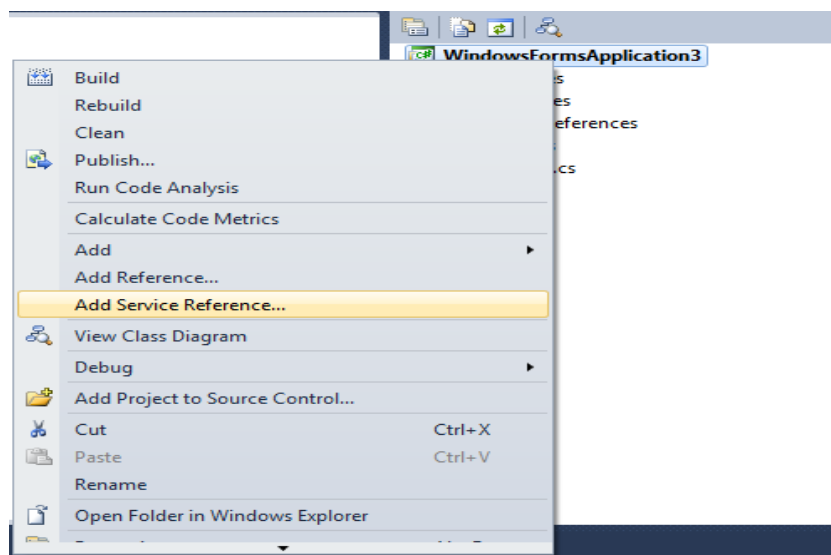 WindowsFormsApplication3
Build
Rebuild
eferences
Clean
Publish...
.cs
Run Code Analysis
Calculate Code Metrics
Add
Add Reference...
Add Service Reference...
View Class Diagram
Debug
Add Project to Source Control...
Cut Ctrl+X
Paste Ctrl+V
Rename
Open Folder in Windows Explorer